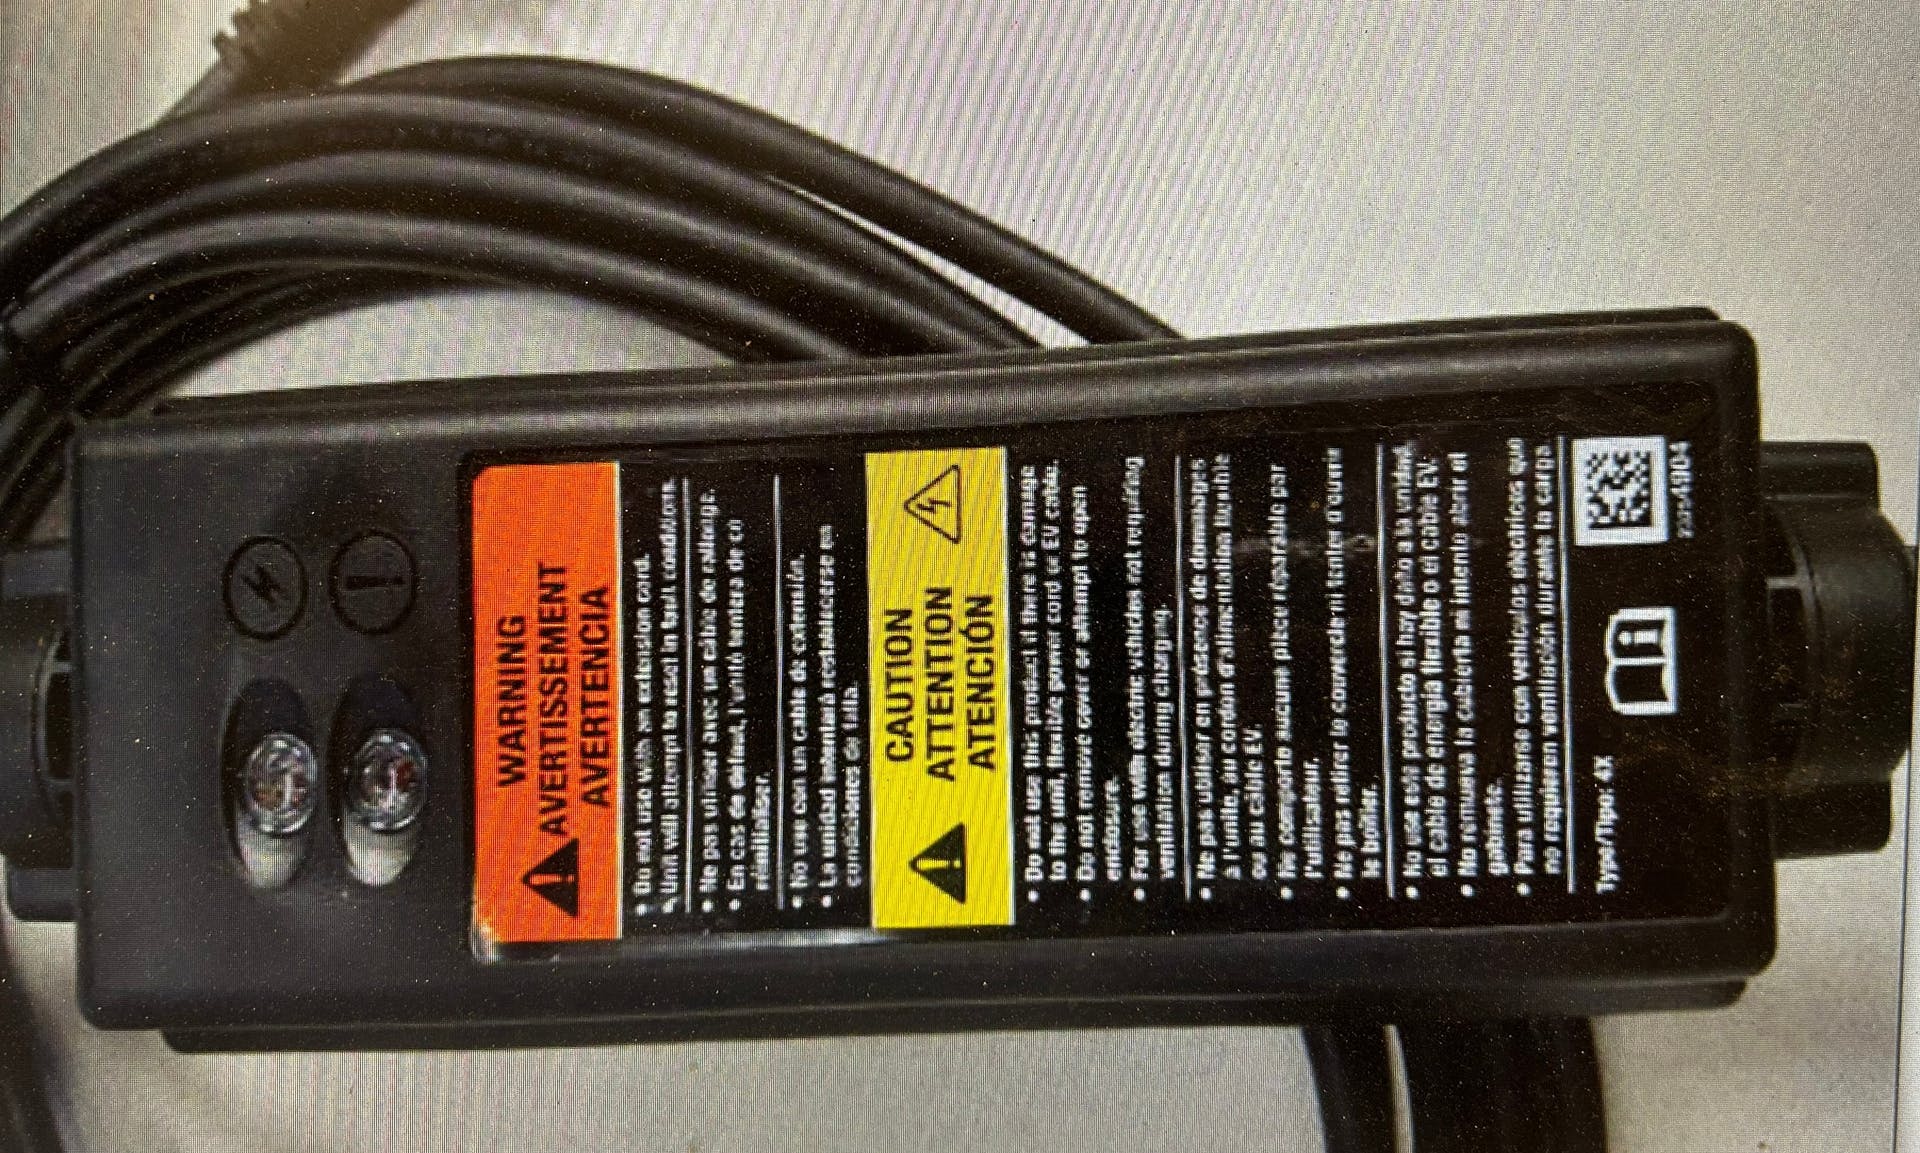 WARNING
AVERTISSEMENT
AVERTENCIA
• Do not use with an extension cord.
• Unit will attempt to reset in fault conditions.
• Ne pas utiliser avec un câble de rallonge.
• En cas de défaut, l'unité tentera de
réinitialiser.
• No use con un cable de extensión.
• La unidad intentará restablecerse en
condiciones de falla.
CAUTION
ATTENTION
ATENCIÓN
• Do not use this product if there is damage
to the unit, flexible power cord or EV cable.
• Do not remove cover or attempt to open
enclosure.
• For use with electric vehicles not requiring
ventilation during charging.
• Ne pas utiliser en présence de dommages
à l'unité, au cordon d'alimentation flexible
ou au câble EV.
• Ne comporte aucune pièce réparable par
l'utilisateur.
• Ne pas retirer le couvercle ni tenter d'ouvrir
le boîtier.
• No use ese producto si hay daño a la unidad,
el cable de energía flexible o el cable EV.
• No remueva la cubierta ni intente abrir el
gabinete.
• Para utilizarse con vehículos eléctricos que
no requieren ventilación durante la carga.
Type/Tipo: 4X